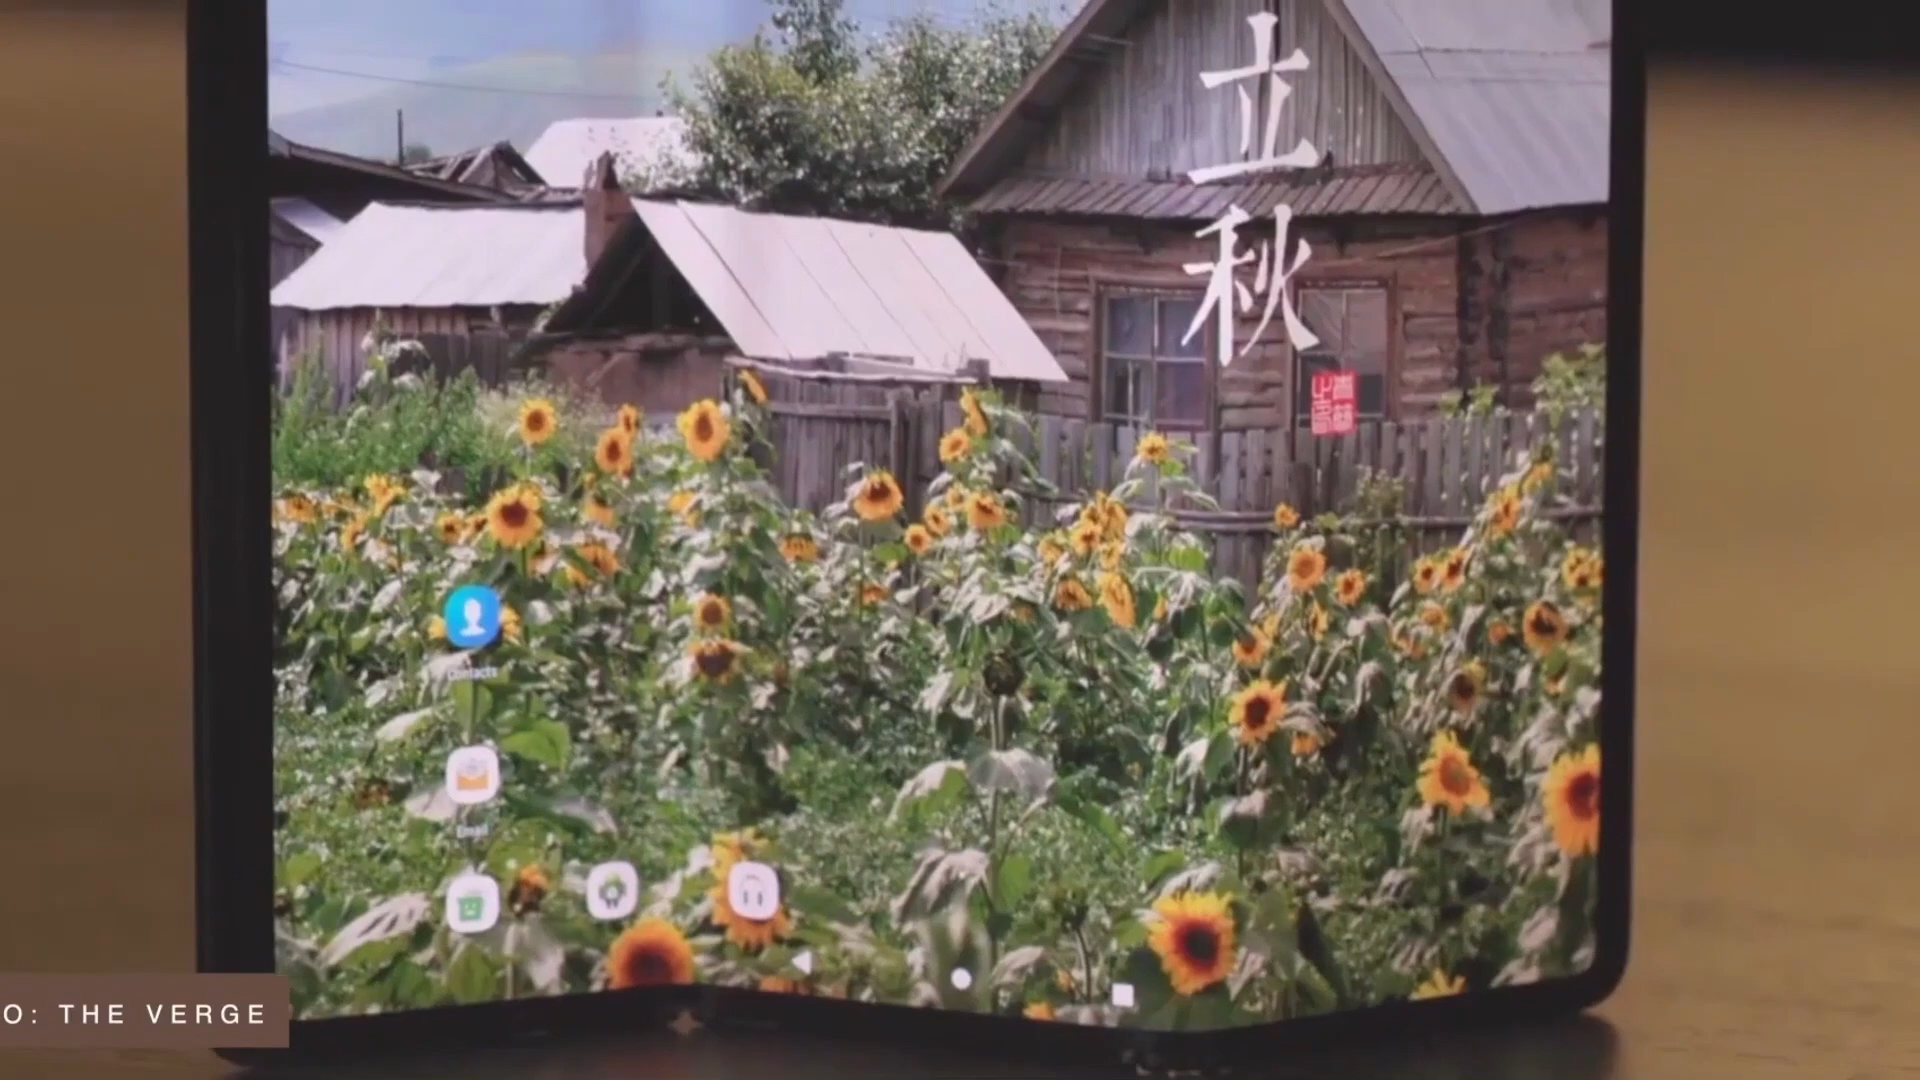 立
秋
Contacts
Email
O: THE VERGE